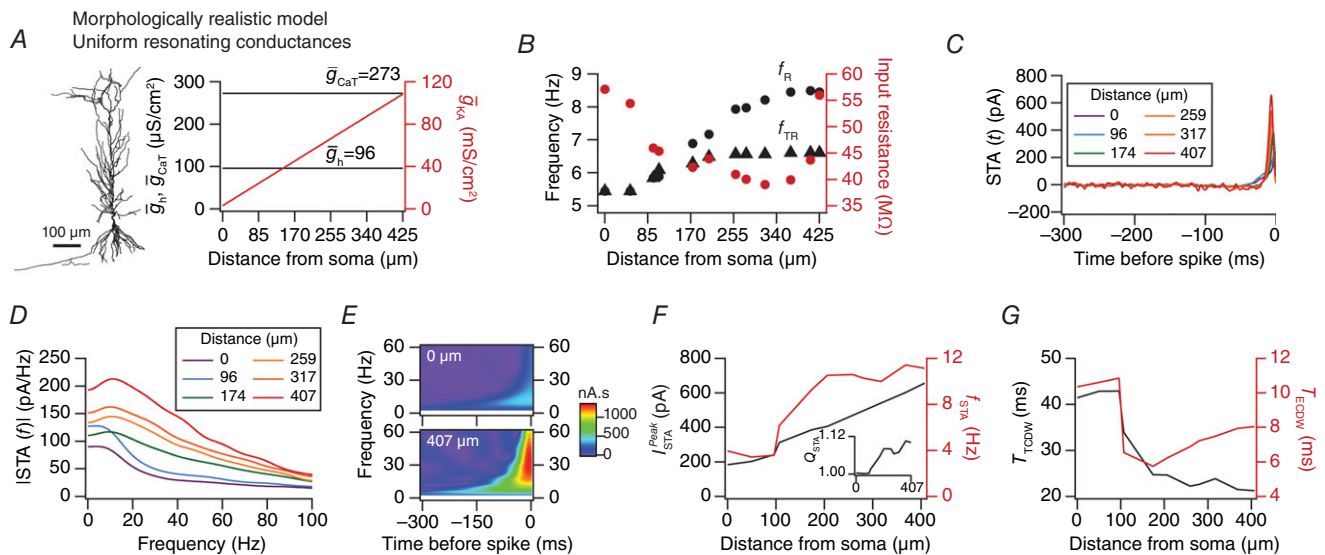 Morphologically realistic model
Uniform resonating conductances
A
100 µm
g̅h, g̅CaT (µS/cm²)
300
200
100
0
g̅CaT=273
g̅h=96
120
80
40
0
g̅KA (mS/cm²)
0 85 170 255 340 425
Distance from soma (µm)
B
Frequency (Hz)
9
8
7
6
5
fR
fTR
60
55
50
45
40
35
Input resistance (MΩ)
0 85 170 255 340 425
Distance from soma (µm)
C
STA (t) (pA)
800
600
400
200
0
−200
Distance (µm)
0 259
96 317
174 407
−300 −200 −100 0
Time before spike (ms)
D
|STA (f)| (pA/Hz)
250
200
150
100
50
0
Distance (µm)
0 259
96 317
174 407
0 20 40 60 80 100
Frequency (Hz)
E
Frequency (Hz)
60
30
0
0 µm
60
30
0
60
30
0
407 µm
60
30
0
nA.s
1000
500
0
−300 −150 0
Time before spike (ms)
F
I Peak STA (pA)
800
600
400
200
0
QSTA
1.12
1.00
0 407
12
8
4
0
fSTA (Hz)
0 100 200 300 400
Distance from soma (µm)
G
TTCDW (ms)
50
40
30
20
12
10
8
6
4
TECDW (ms)
0 100 200 300 400
Distance from soma (µm)